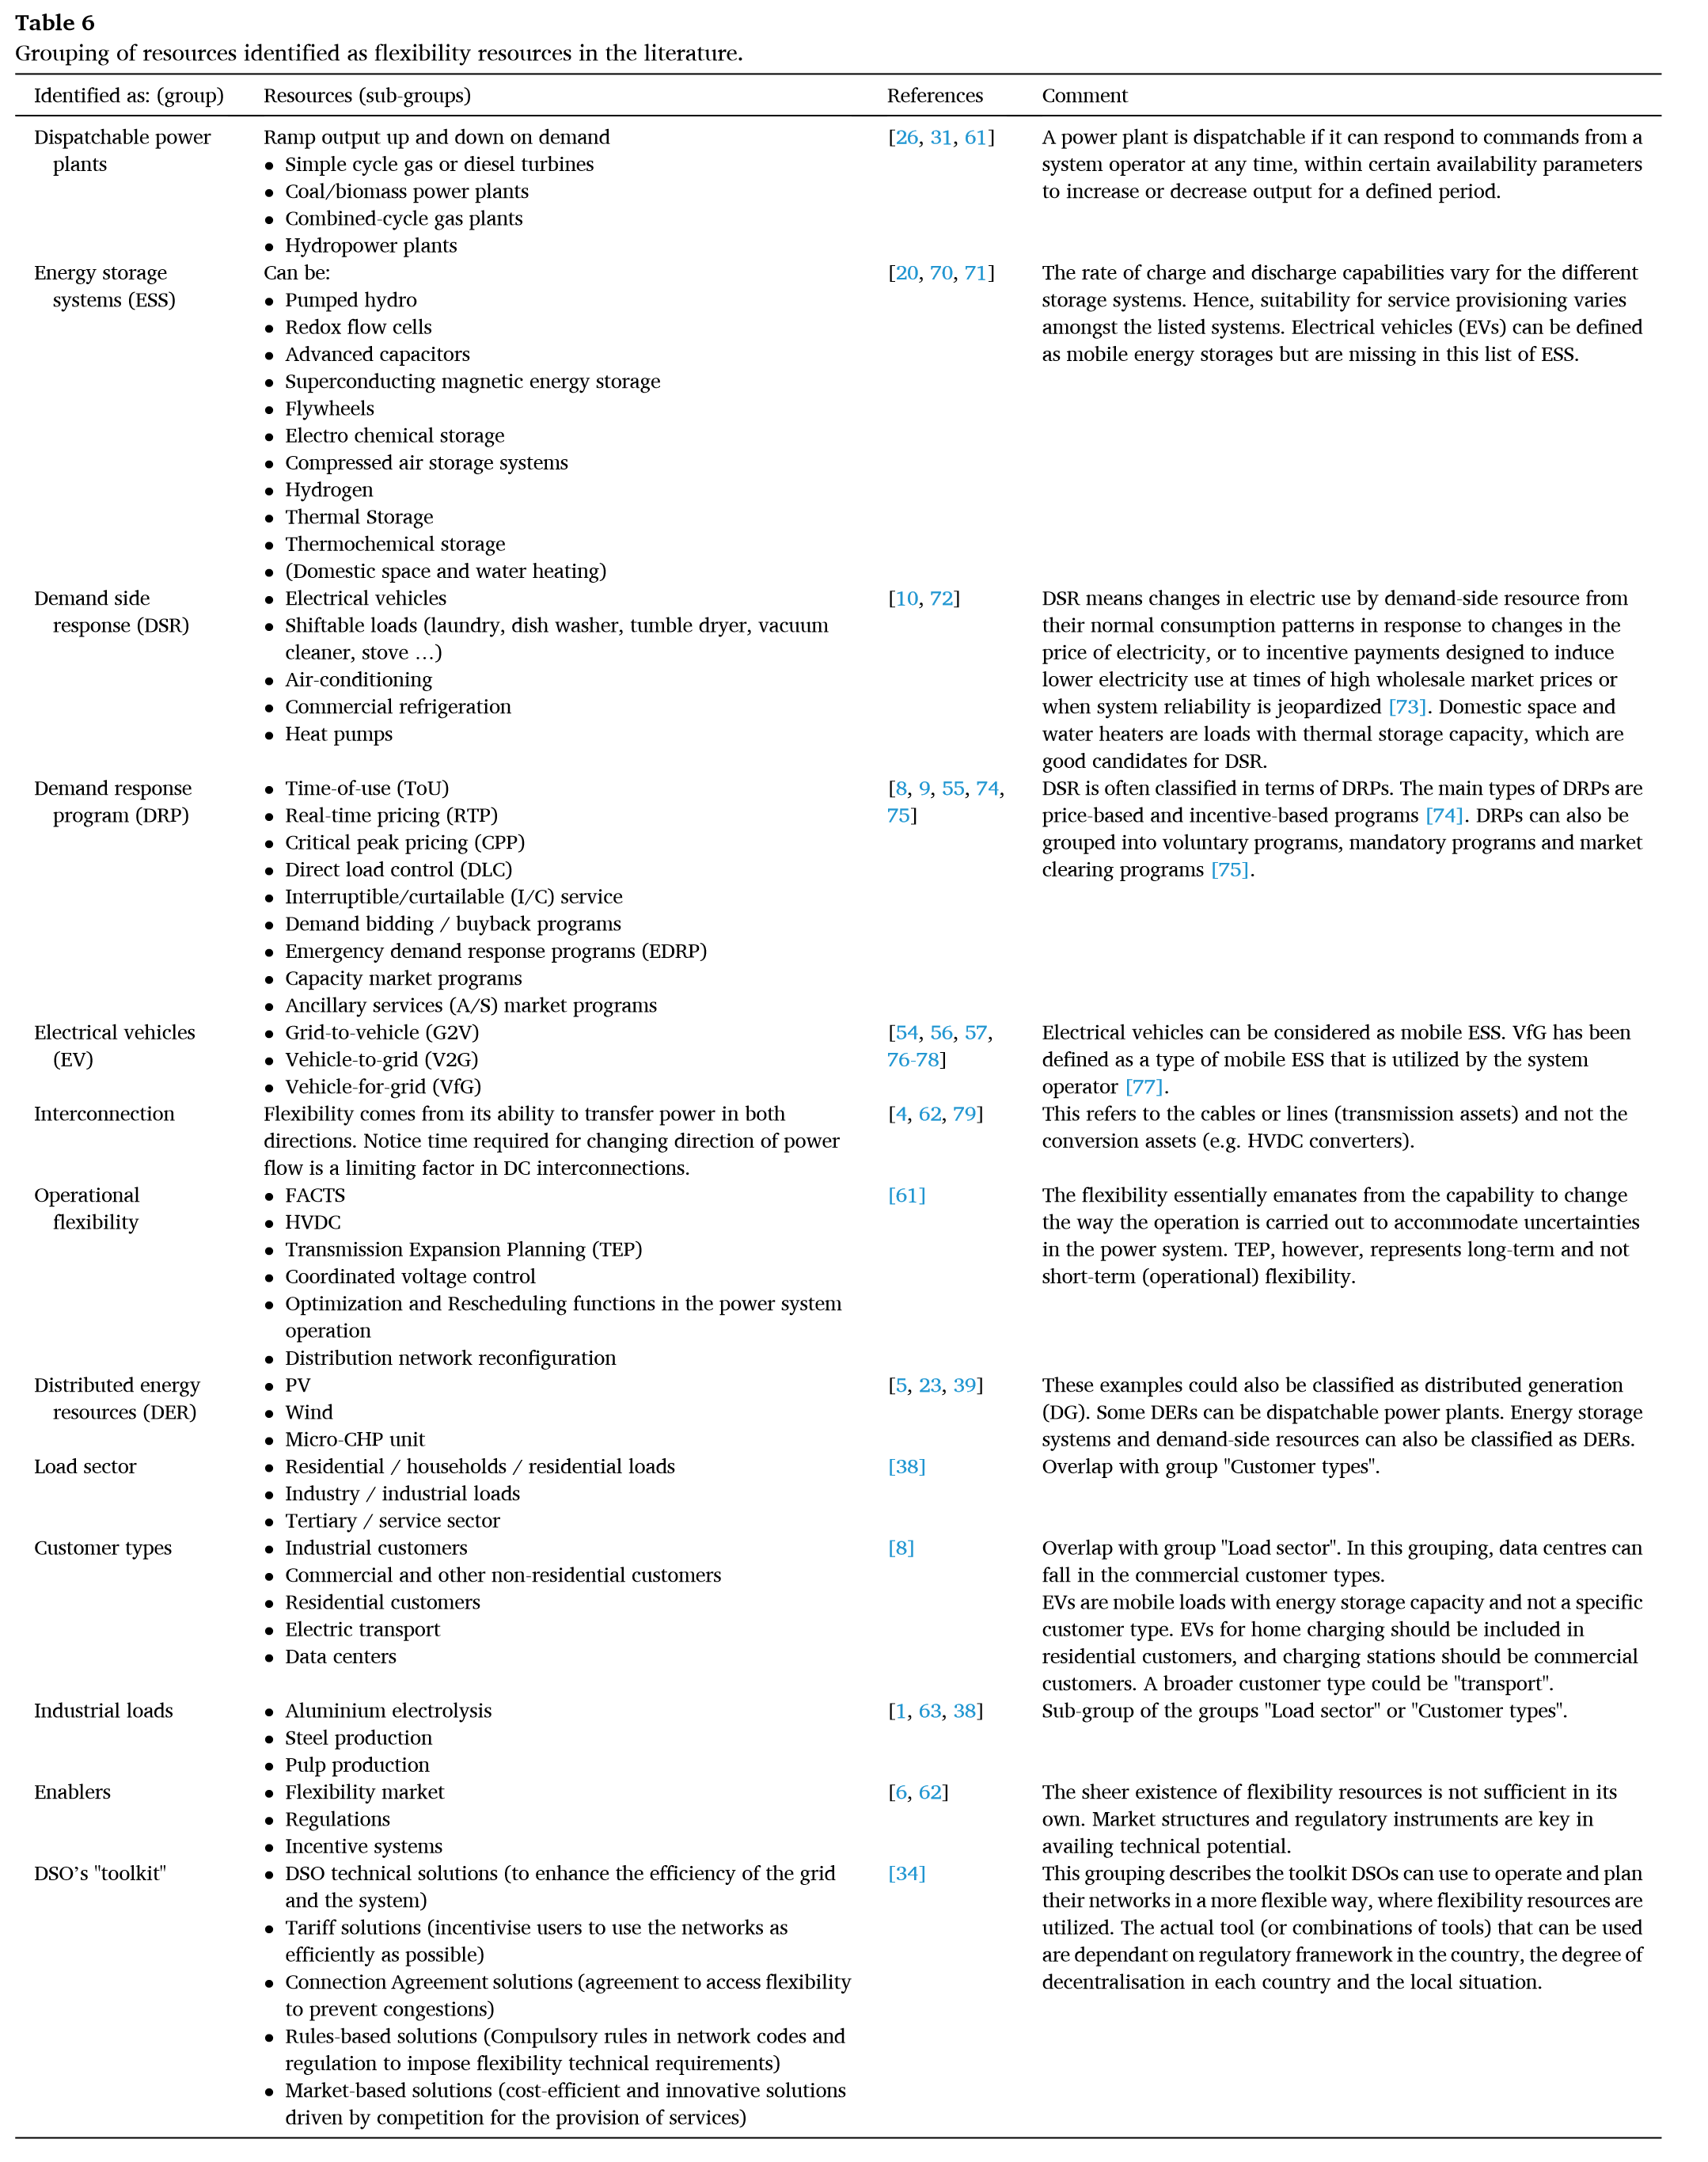 Table 6
Grouping of resources identified as flexibility resources in the literature.
Identified as: (group) Resources (sub-groups) References Comment
Dispatchable power
plants
Ramp output up and down on demand
• Simple cycle gas or diesel turbines
• Coal/biomass power plants
• Combined-cycle gas plants
• Hydropower plants
[26, 31, 61]
A power plant is dispatchable if it can respond to commands from a
system operator at any time, within certain availability parameters
to increase or decrease output for a defined period.
Energy storage
systems (ESS)
Can be:
• Pumped hydro
• Redox flow cells
• Advanced capacitors
• Superconducting magnetic energy storage
• Flywheels
• Electro chemical storage
• Compressed air storage systems
• Hydrogen
• Thermal Storage
• Thermochemical storage
• (Domestic space and water heating)
[20, 70, 71]
The rate of charge and discharge capabilities vary for the different
storage systems. Hence, suitability for service provisioning varies
amongst the listed systems. Electrical vehicles (EVs) can be defined
as mobile energy storages but are missing in this list of ESS.
Demand side
response (DSR)
• Electrical vehicles
• Shiftable loads (laundry, dish washer, tumble dryer, vacuum
cleaner, stove …)
• Air-conditioning
• Commercial refrigeration
• Heat pumps
[10, 72]
DSR means changes in electric use by demand-side resource from
their normal consumption patterns in response to changes in the
price of electricity, or to incentive payments designed to induce
lower electricity use at times of high wholesale market prices or
when system reliability is jeopardized [73]. Domestic space and
water heaters are loads with thermal storage capacity, which are
good candidates for DSR.
Demand response
program (DRP)
• Time-of-use (ToU)
• Real-time pricing (RTP)
• Critical peak pricing (CPP)
• Direct load control (DLC)
• Interruptible/curtailable (I/C) service
• Demand bidding / buyback programs
• Emergency demand response programs (EDRP)
• Capacity market programs
• Ancillary services (A/S) market programs
[8, 9, 55, 74,
75]
DSR is often classified in terms of DRPs. The main types of DRPs are
price-based and incentive-based programs [74]. DRPs can also be
grouped into voluntary programs, mandatory programs and market
clearing programs [75].
Electrical vehicles
(EV)
• Grid-to-vehicle (G2V)
• Vehicle-to-grid (V2G)
• Vehicle-for-grid (VfG)
[54, 56, 57,
76-78]
Electrical vehicles can be considered as mobile ESS. VfG has been
defined as a type of mobile ESS that is utilized by the system
operator [77].
Interconnection
Flexibility comes from its ability to transfer power in both
directions. Notice time required for changing direction of power
flow is a limiting factor in DC interconnections.
[4, 62, 79]
This refers to the cables or lines (transmission assets) and not the
conversion assets (e.g. HVDC converters).
Operational
flexibility
• FACTS
• HVDC
• Transmission Expansion Planning (TEP)
• Coordinated voltage control
• Optimization and Rescheduling functions in the power system
operation
• Distribution network reconfiguration
[61]
The flexibility essentially emanates from the capability to change
the way the operation is carried out to accommodate uncertainties
in the power system. TEP, however, represents long-term and not
short-term (operational) flexibility.
Distributed energy
resources (DER)
• PV
• Wind
• Micro-CHP unit
[5, 23, 39]
These examples could also be classified as distributed generation
(DG). Some DERs can be dispatchable power plants. Energy storage
systems and demand-side resources can also be classified as DERs.
Load sector
• Residential / households / residential loads
• Industry / industrial loads
• Tertiary / service sector
[38]
Overlap with group "Customer types".
Customer types
• Industrial customers
• Commercial and other non-residential customers
• Residential customers
• Electric transport
• Data centers
[8]
Overlap with group "Load sector". In this grouping, data centres can
fall in the commercial customer types.
EVs are mobile loads with energy storage capacity and not a specific
customer type. EVs for home charging should be included in
residential customers, and charging stations should be commercial
customers. A broader customer type could be "transport".
Industrial loads
• Aluminium electrolysis
• Steel production
• Pulp production
[1, 63, 38]
Sub-group of the groups "Load sector" or "Customer types".
Enablers
• Flexibility market
• Regulations
• Incentive systems
[6, 62]
The sheer existence of flexibility resources is not sufficient in its
own. Market structures and regulatory instruments are key in
availing technical potential.
DSO's "toolkit"
• DSO technical solutions (to enhance the efficiency of the grid
and the system)
• Tariff solutions (incentivise users to use the networks as
efficiently as possible)
• Connection Agreement solutions (agreement to access flexibility
to prevent congestions)
• Rules-based solutions (Compulsory rules in network codes and
regulation to impose flexibility technical requirements)
• Market-based solutions (cost-efficient and innovative solutions
driven by competition for the provision of services)
[34]
This grouping describes the toolkit DSOs can use to operate and plan
their networks in a more flexible way, where flexibility resources are
utilized. The actual tool (or combinations of tools) that can be used
are dependant on regulatory framework in the country, the degree of
decentralisation in each country and the local situation.